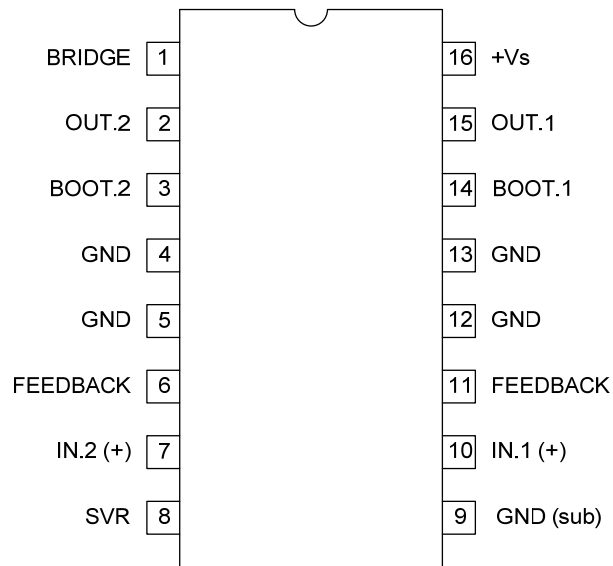 BRIDGE 1 16 +Vs
OUT.2 2 15 OUT.1
BOOT.2 3 14 BOOT.1
GND 4 13 GND
GND 5 12 GND
FEEDBACK 6 11 FEEDBACK
IN.2 (+) 7 10 IN.1 (+)
SVR 8 9 GND (sub)